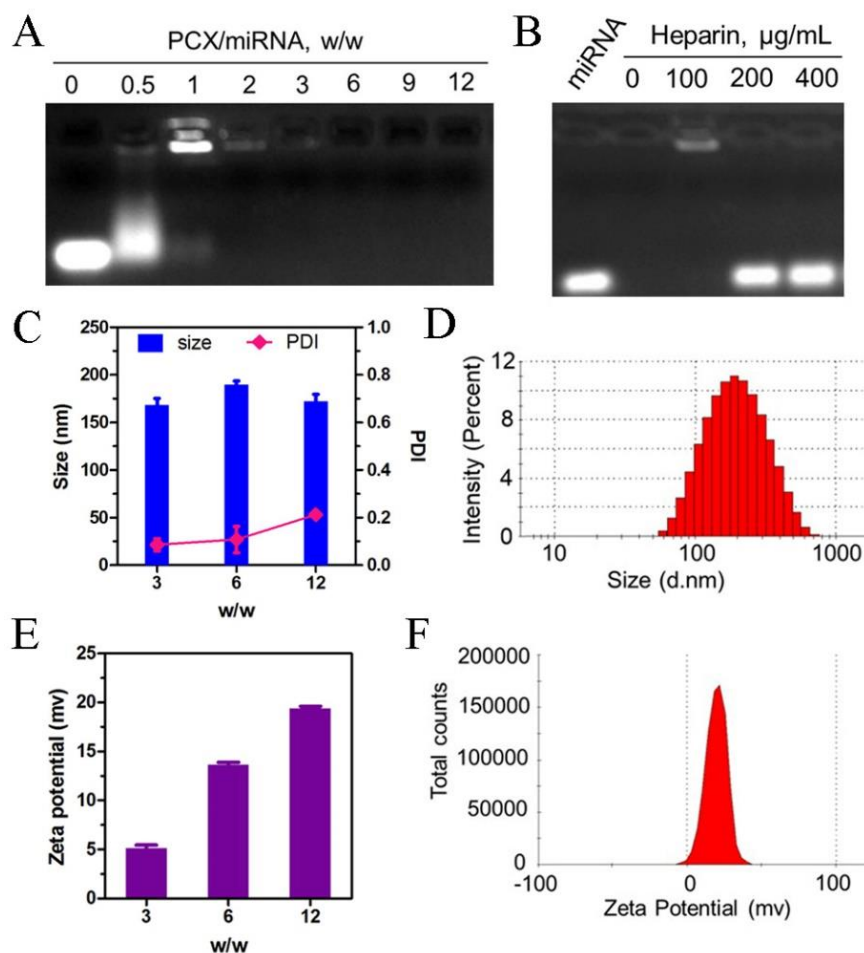 A
PCX/miRNA, w/w
0 0.5 1 2 3 6 9 12
B
miRNA
Heparin, µg/mL
0 100 200 400
C
size PDI
250
200
150
100
50
0
Size (nm)
1.0
0.8
0.6
0.4
0.2
0.0
PDI
3 6 12
w/w
D
12
8
4
0
Intensity (Percent)
10 100 1000
Size (d.nm)
E
25
20
15
10
5
0
Zeta potential (mv)
3 6 12
w/w
F
200000
150000
100000
50000
0
Total counts
-100 0 100
Zeta Potential (mv)